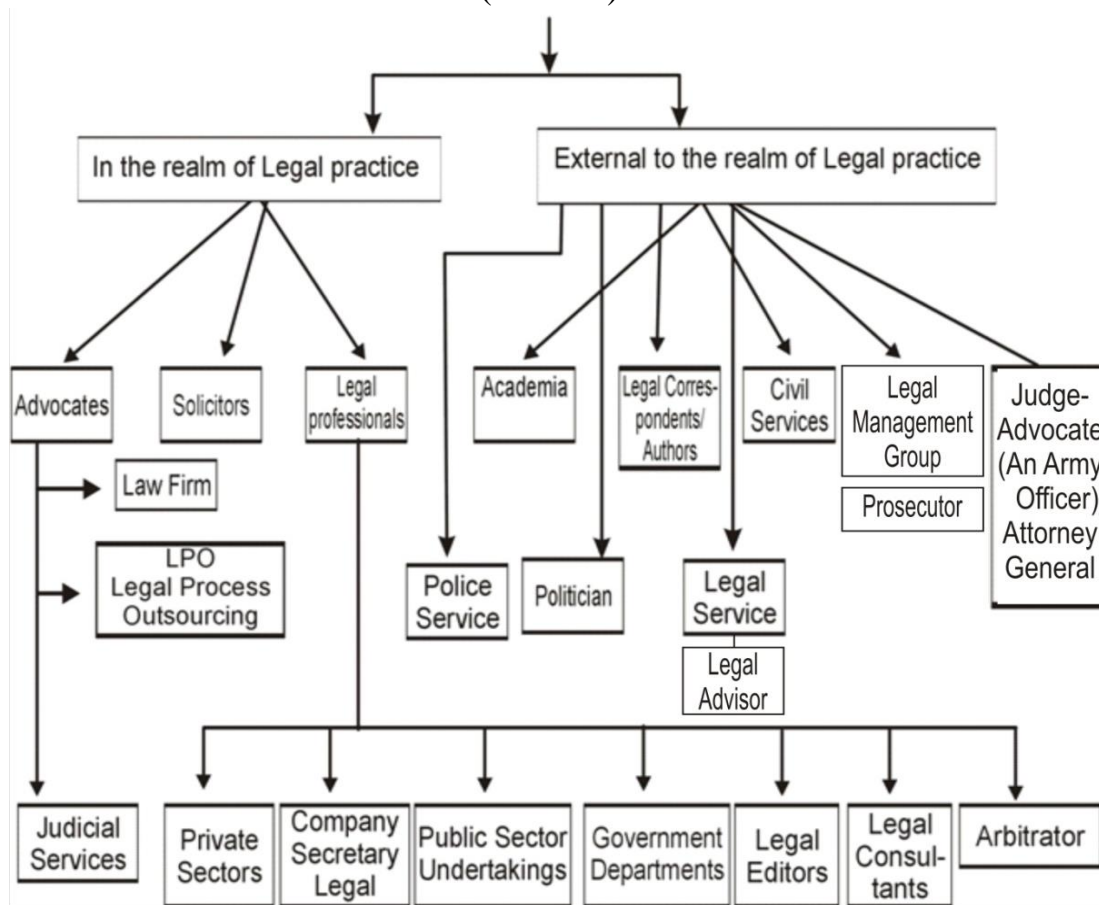 In the realm of Legal practice
External to the realm of Legal practice
Advocates
Solicitors
Legal
professionals
Academia
Legal Corres-
pondents/
Authors
Civil
Services
Legal
Management
Group
Prosecutor
Judge-
Advocate
(An Army
Officer)
Attorney
General
Law Firm
LPO
Legal Process
Outsourcing
Police
Service
Politician
Legal
Service
Legal
Advisor
Judicial
Services
Private
Sectors
Company
Secretary
Legal
Public Sector
Undertakings
Government
Departments
Legal
Editors
Legal
Consul-
tants
Arbitrator